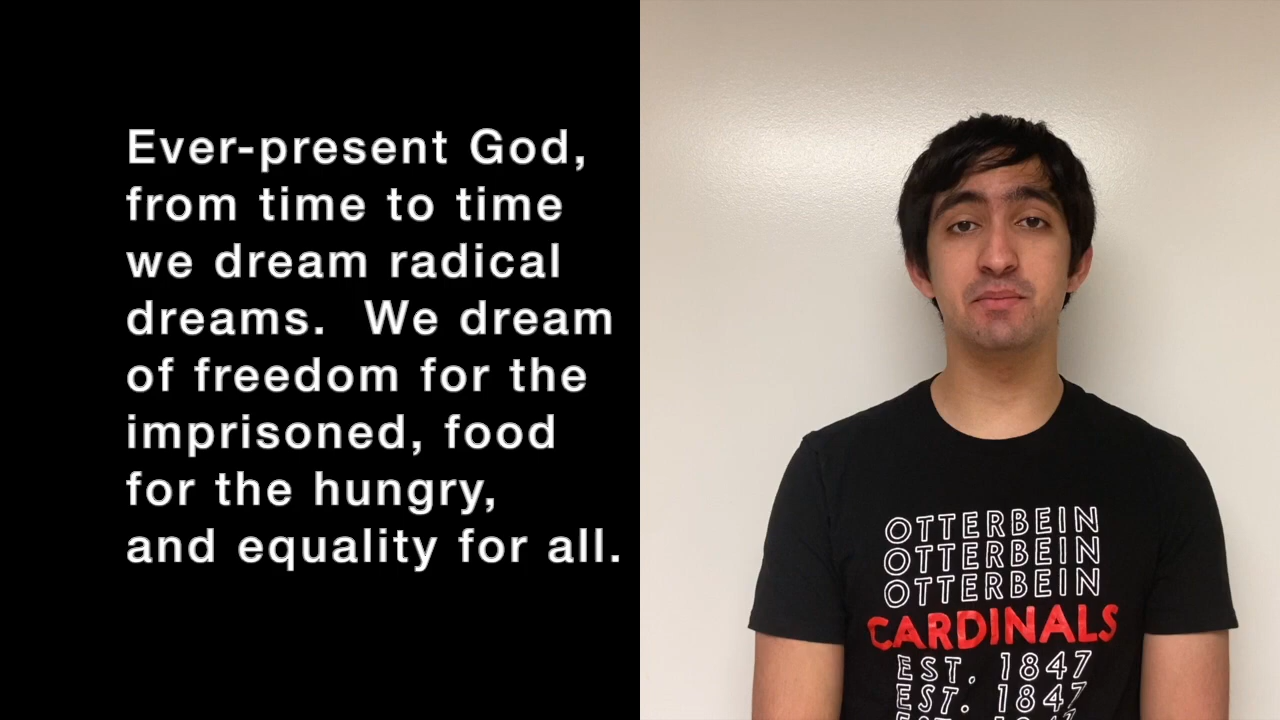 Ever-present God,
from time to time
we dream radical
dreams.  We dream
of freedom for the
imprisoned, food
for the hungry,
and equality for all.
OTTERBEIN
OTTERBEIN
OTTERBEIN
CARDINALS
EST. 1847
EST. 1847